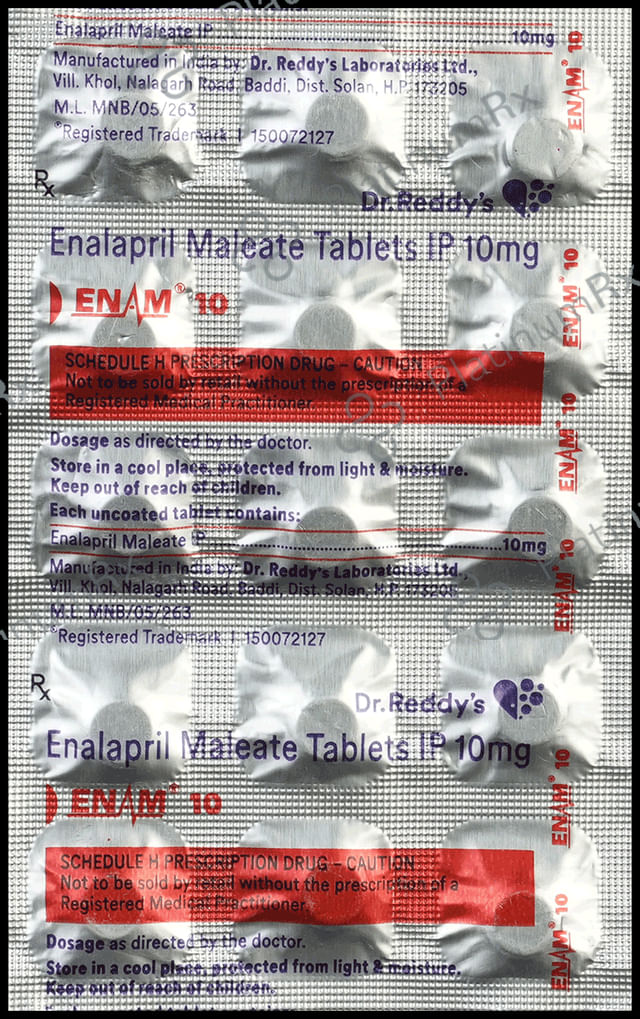 Enalapril Maleate IP ........................................ 10mg
Manufactured in India by: Dr. Reddy's Laboratories Ltd.,
Vill. Khol, Nalagarh Road, Baddi, Dist. Solan, H.P. 173205
M.L. MNB/05/263
®Registered Trademark | 150072127
ENAM® 10
Rx
Dr.Reddy's
Enalapril Maleate Tablets IP 10mg
ENAM® 10
ENAM® 10
SCHEDULE H PRESCRIPTION DRUG – CAUTION
Not to be sold by retail without the prescription of a
Registered Medical Practitioner.
ENAM® 10
Dosage as directed by the doctor.
Store in a cool place, protected from light & moisture.
Keep out of reach of children.
Each uncoated tablet contains:
Enalapril Maleate IP ........................................ 10mg
Manufactured in India by: Dr. Reddy's Laboratories Ltd.,
Vill. Khol, Nalagarh Road, Baddi, Dist. Solan, H.P. 173205
M.L. MNB/05/263
®Registered Trademark | 150072127
ENAM® 10
Rx
Dr.Reddy's
Enalapril Maleate Tablets IP 10mg
ENAM® 10
ENAM® 10
SCHEDULE H PRESCRIPTION DRUG – CAUTION
Not to be sold by retail without the prescription of a
Registered Medical Practitioner.
ENAM® 10
Dosage as directed by the doctor.
Store in a cool place, protected from light & moisture.
Keep out of reach of children.
PlatinumRx